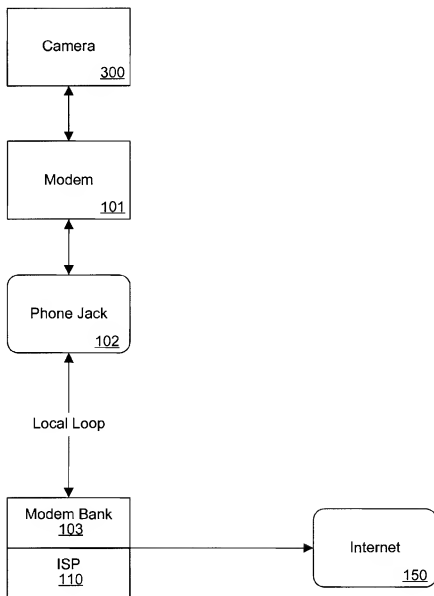 Camera
300
Modem
101
Phone Jack
102
Local Loop
Modem Bank
103
ISP
110
Internet
150